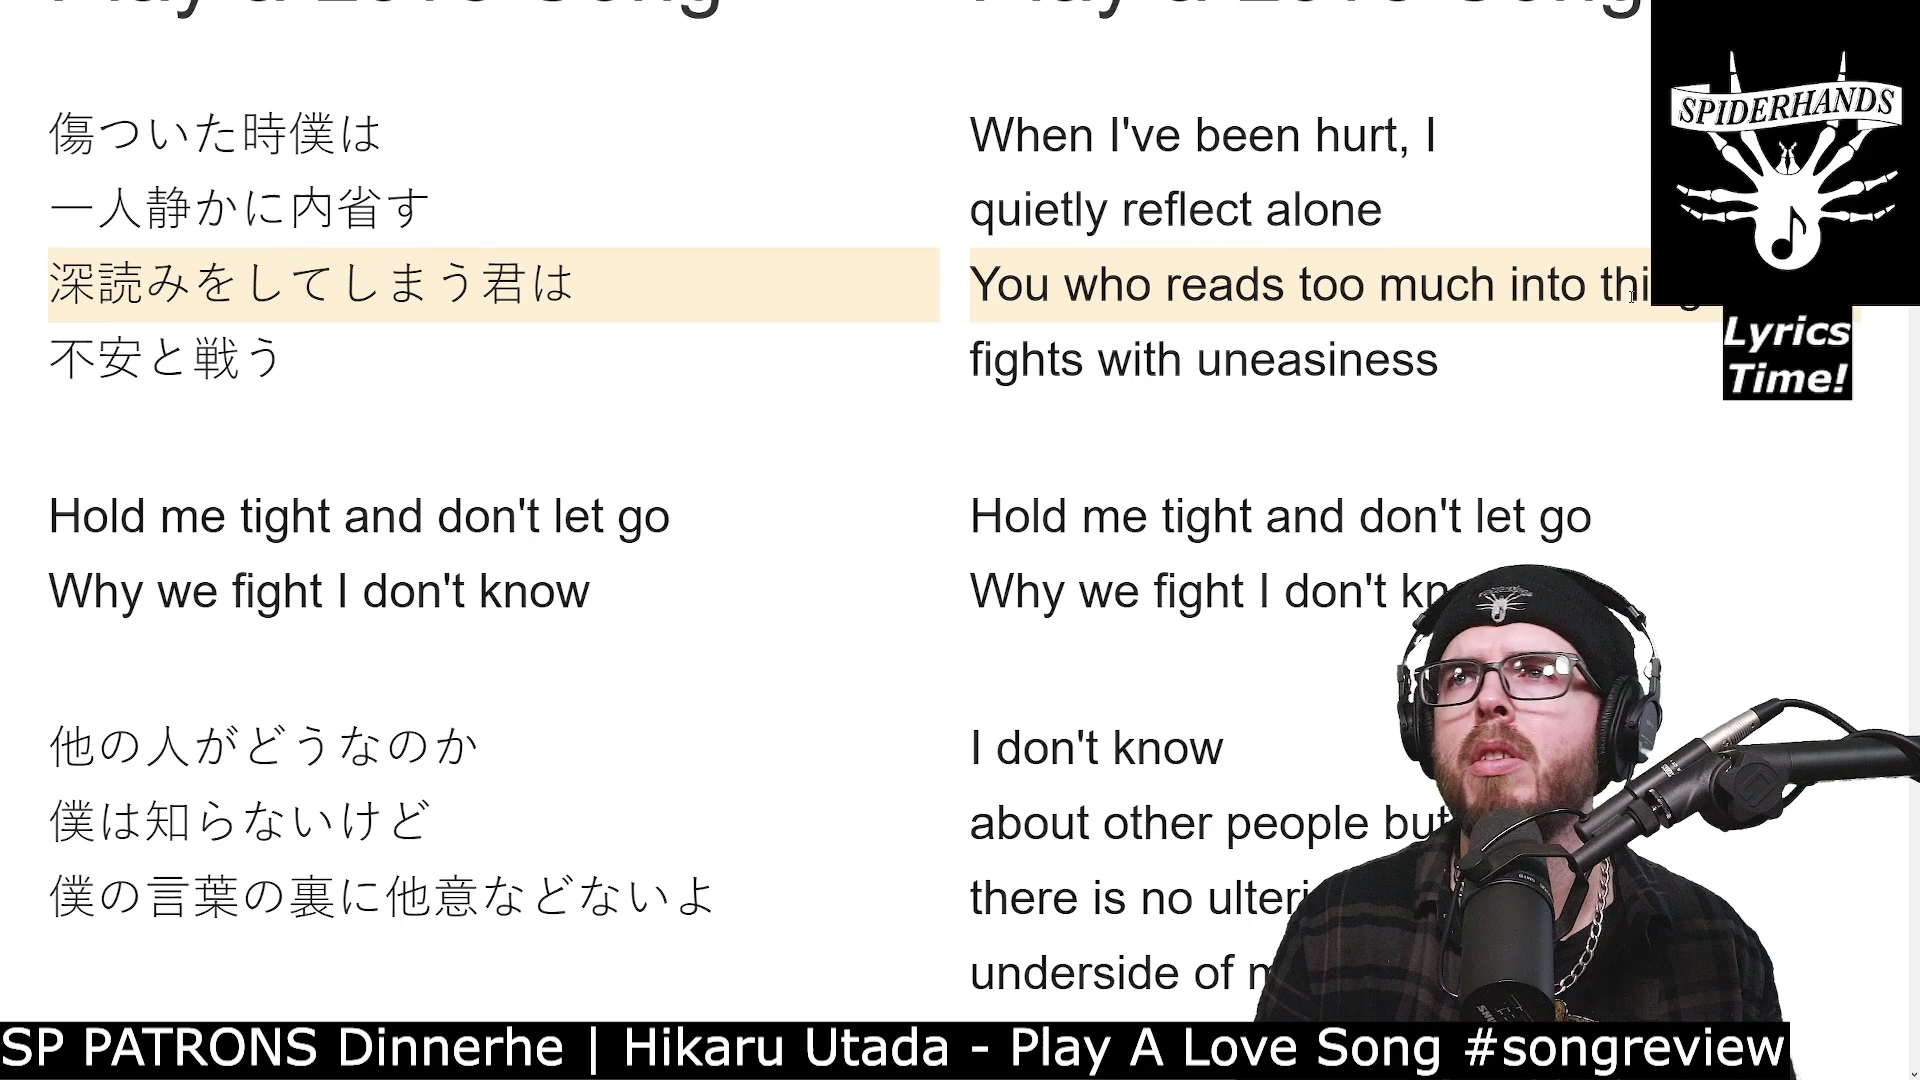 Play a Love Song
Play a Love Song
傷ついた時僕は
一人静かに内省す
深読みをしてしまう君は
不安と戦う
Hold me tight and don't let go
Why we fight I don't know
他の人がどうなのか
僕は知らないけど
僕の言葉の裏に他意などないよ
When I've been hurt, I
quietly reflect alone
You who reads too much into
fights with uneasiness
Hold me tight and don't let go
Why we fight I don't
I don't know
about other people but
there is no
underside of
SPIDERHANDS
Lyrics
Time!
SP PATRONS Dinnerhe | Hikaru Utada - Play A Love Song #songreview